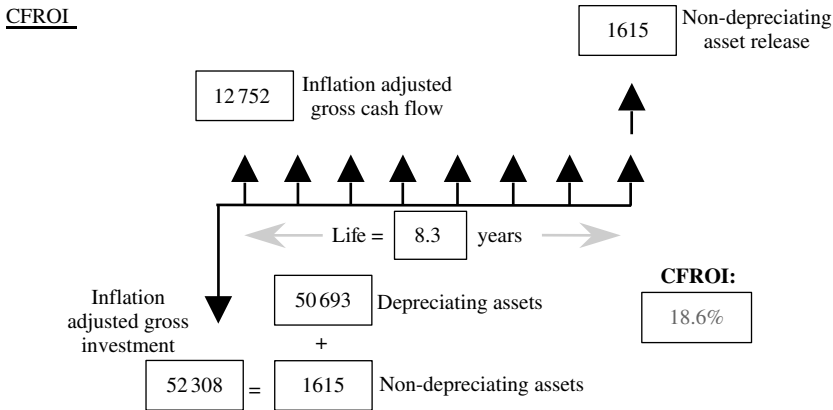 CFROI
1615
Non-depreciating
asset release
12 752
Inflation adjusted
gross cash flow
Life = 8.3 years
CFROI:
18.6%
Inflation
adjusted gross
investment
50 693 Depreciating assets
+
52 308 = 1615 Non-depreciating assets